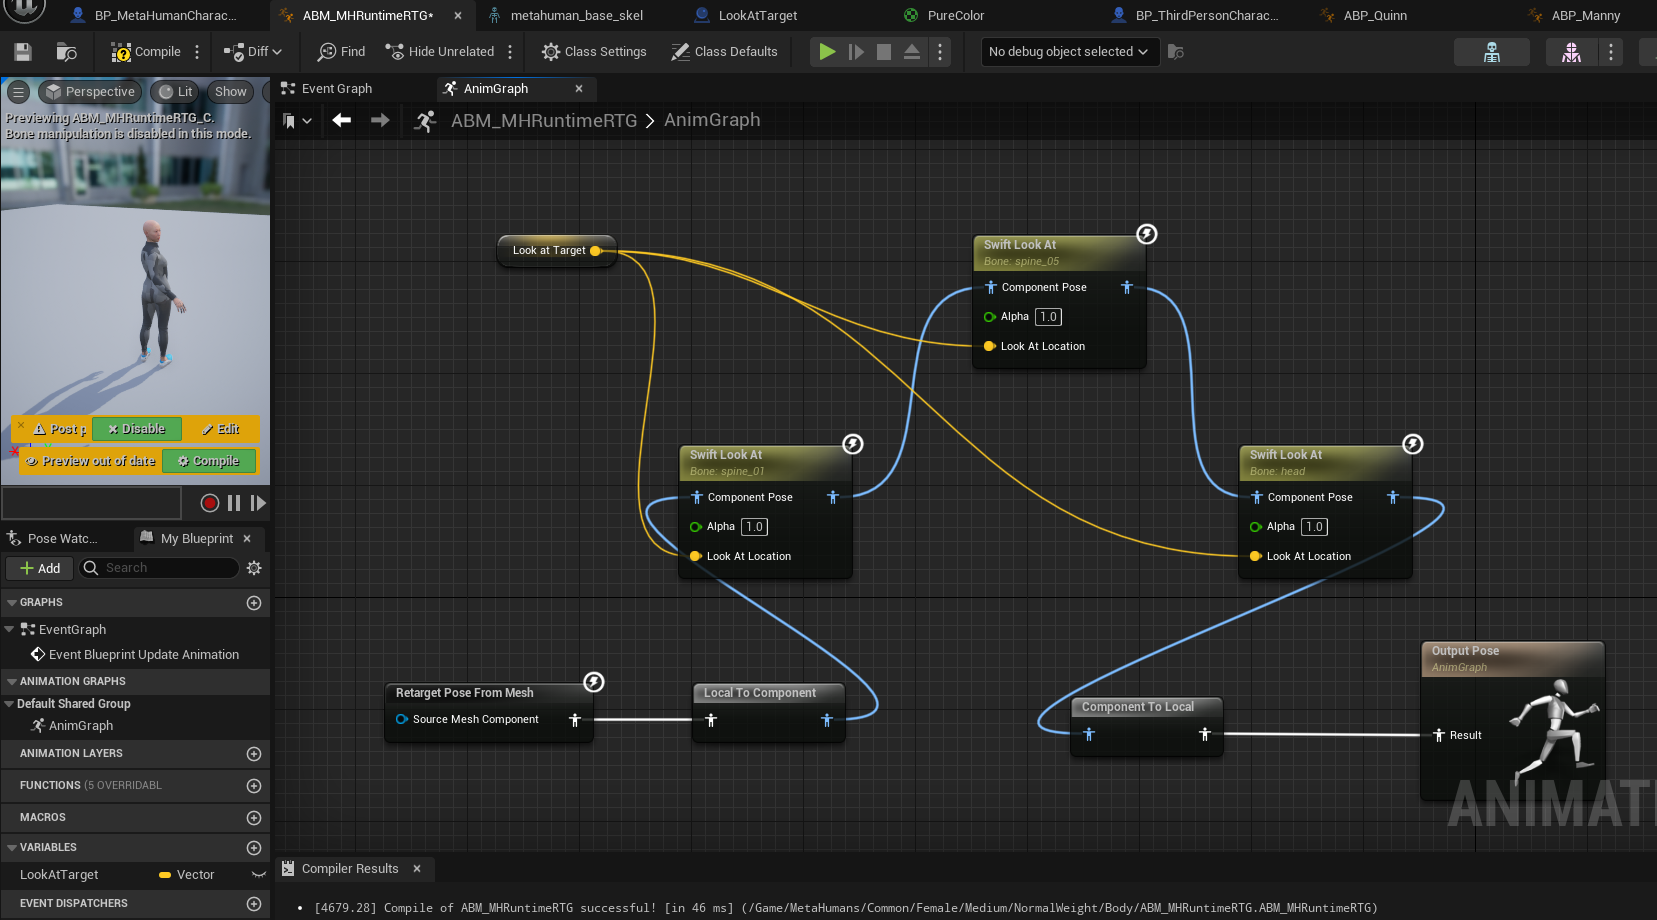 BP_MetaHumanCharac...
ABM_MHRuntimeRTG*
metahuman_base_skel
LookAtTarget
PureColor
BP_ThirdPersonCharac...
ABP_Quinn
ABP_Manny
Compile
Diff
Find
Hide Unrelated
Class Settings
Class Defaults
No debug object selected
Perspective
Lit
Show
Previewing ABM_MHRuntimeRTG_C.
Bone manipulation is disabled in this mode.
Post p
Disable
Edit
Preview out of date
Compile
Event Graph
AnimGraph
ABM_MHRuntimeRTG > AnimGraph
Look at Target
Swift Look At
Bone: spine_05
Component Pose
Alpha 1.0
Look At Location
Swift Look At
Bone: spine_01
Component Pose
Alpha 1.0
Look At Location
Swift Look At
Bone: head
Component Pose
Alpha 1.0
Look At Location
Retarget Pose From Mesh
Source Mesh Component
Local To Component
Component To Local
Output Pose
AnimGraph
Result
ANIMAT
Pose Watc...
My Blueprint
Add
Search
GRAPHS
EventGraph
Event Blueprint Update Animation
ANIMATION GRAPHS
Default Shared Group
AnimGraph
ANIMATION LAYERS
FUNCTIONS (5 OVERRIDABL
MACROS
VARIABLES
LookAtTarget
Vector
EVENT DISPATCHERS
Compiler Results
[4679.28] Compile of ABM_MHRuntimeRTG successful! [in 46 ms] (/Game/MetaHumans/Common/Female/Medium/NormalWeight/Body/ABM_MHRuntimeRTG.ABM_MHRuntimeRTG)